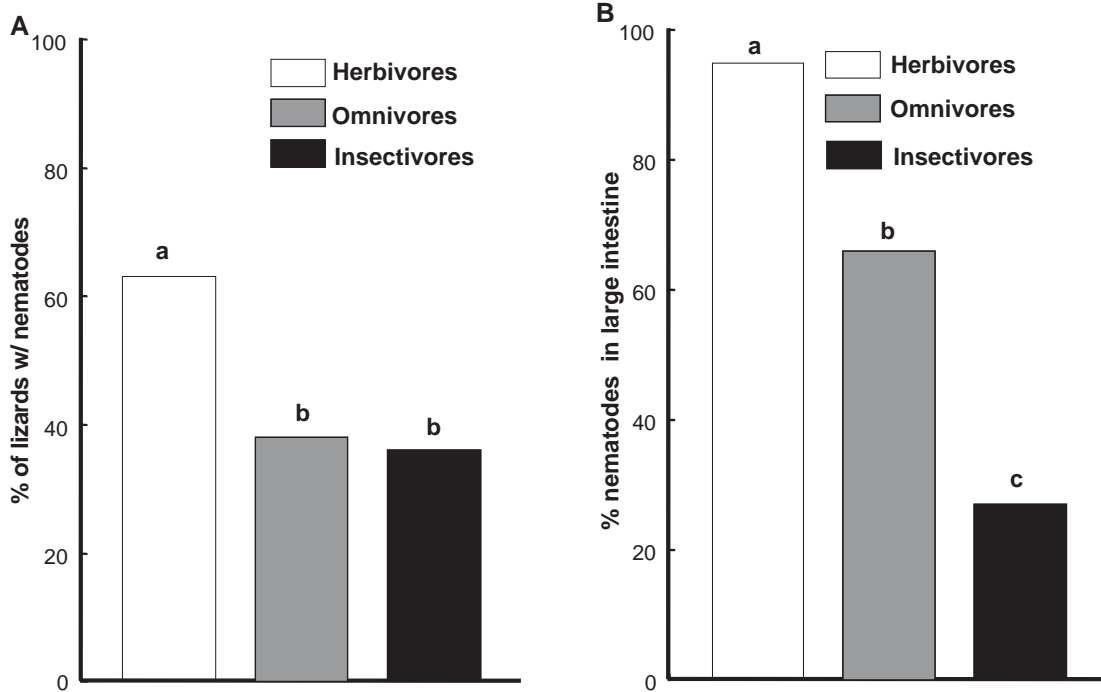 A
% of lizards w/ nematodes
100
80
60
40
20
0
Herbivores
Omnivores
Insectivores
a
b
b
B
% nematodes in large intestine
100
80
60
40
20
0
Herbivores
Omnivores
Insectivores
a
b
c